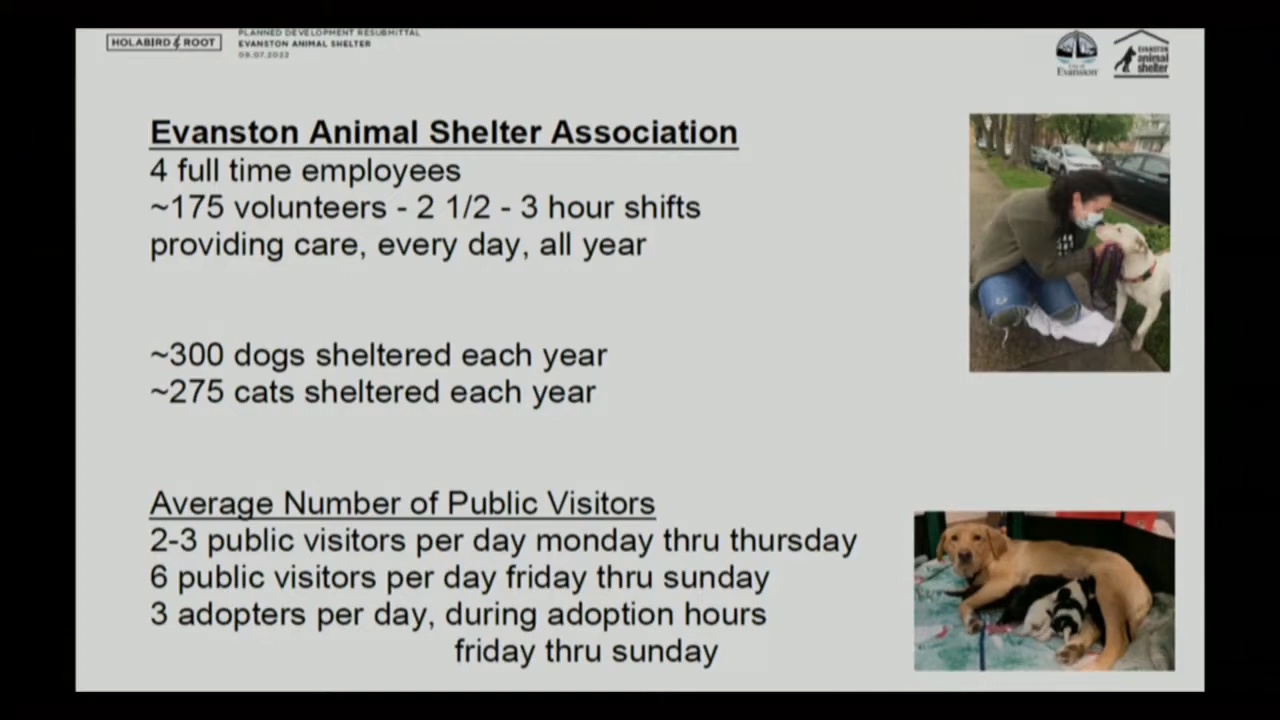 HOLABIRD & ROOT
PLANNED DEVELOPMENT RESUBMITTAL
EVANSTON ANIMAL SHELTER
09.07.2022
City of
Evanston
EVANSTON
animal
shelter
Evanston Animal Shelter Association
4 full time employees
~175 volunteers - 2 1/2 - 3 hour shifts
providing care, every day, all year
~300 dogs sheltered each year
~275 cats sheltered each year
Average Number of Public Visitors
2-3 public visitors per day monday thru thursday
6 public visitors per day friday thru sunday
3 adopters per day, during adoption hours
friday thru sunday